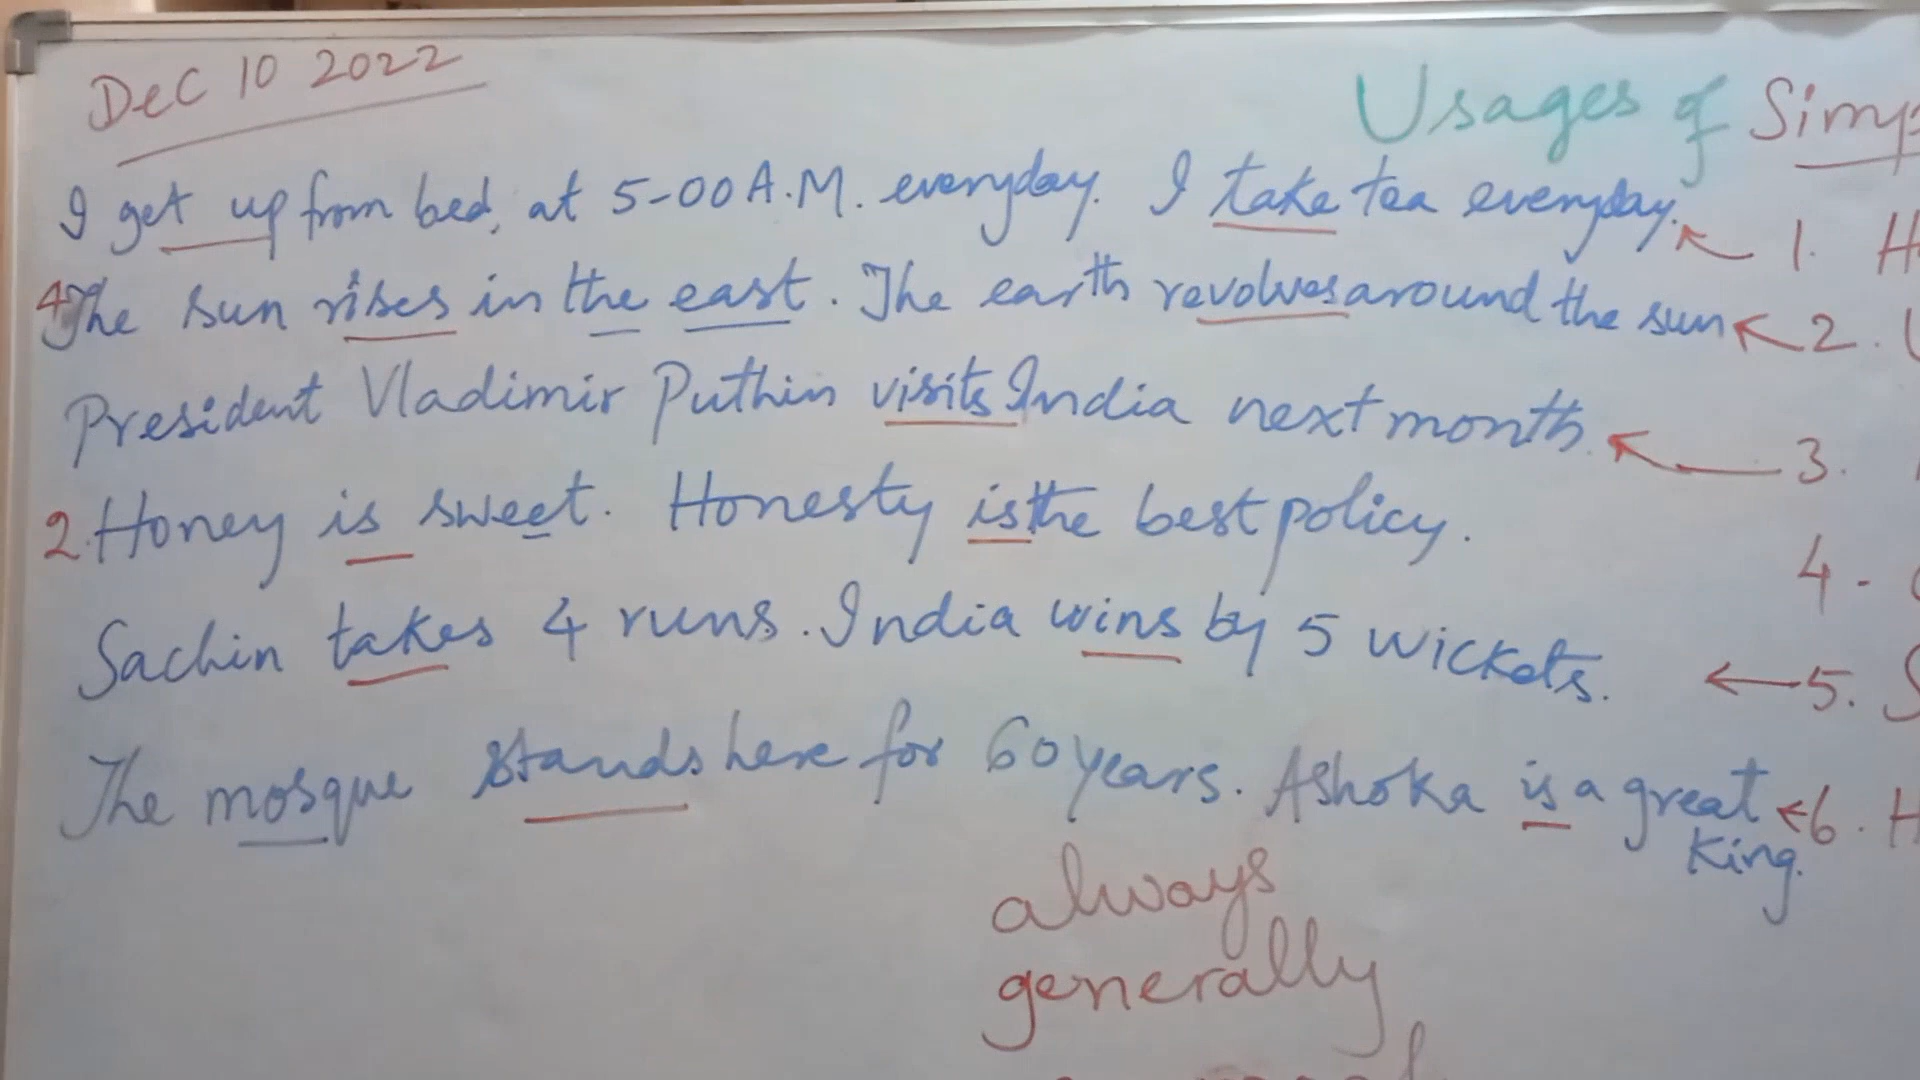 Dec 10 2022
Usages of Simp
I get up from bed, at 5-00 A.M. everyday. I take tea everyday. 1. H
4 The sun rises in the east. The earth revolves around the sun 2.
President Vladimir Puthin visits India next month. 3.
2. Honey is sweet. Honesty is the best policy.
4-
Sachin takes 4 runs. India wins by 5 wickets. 5. S
The mosque stands here for 60 years. Ashoka is a great 6. H
King.
always
generally